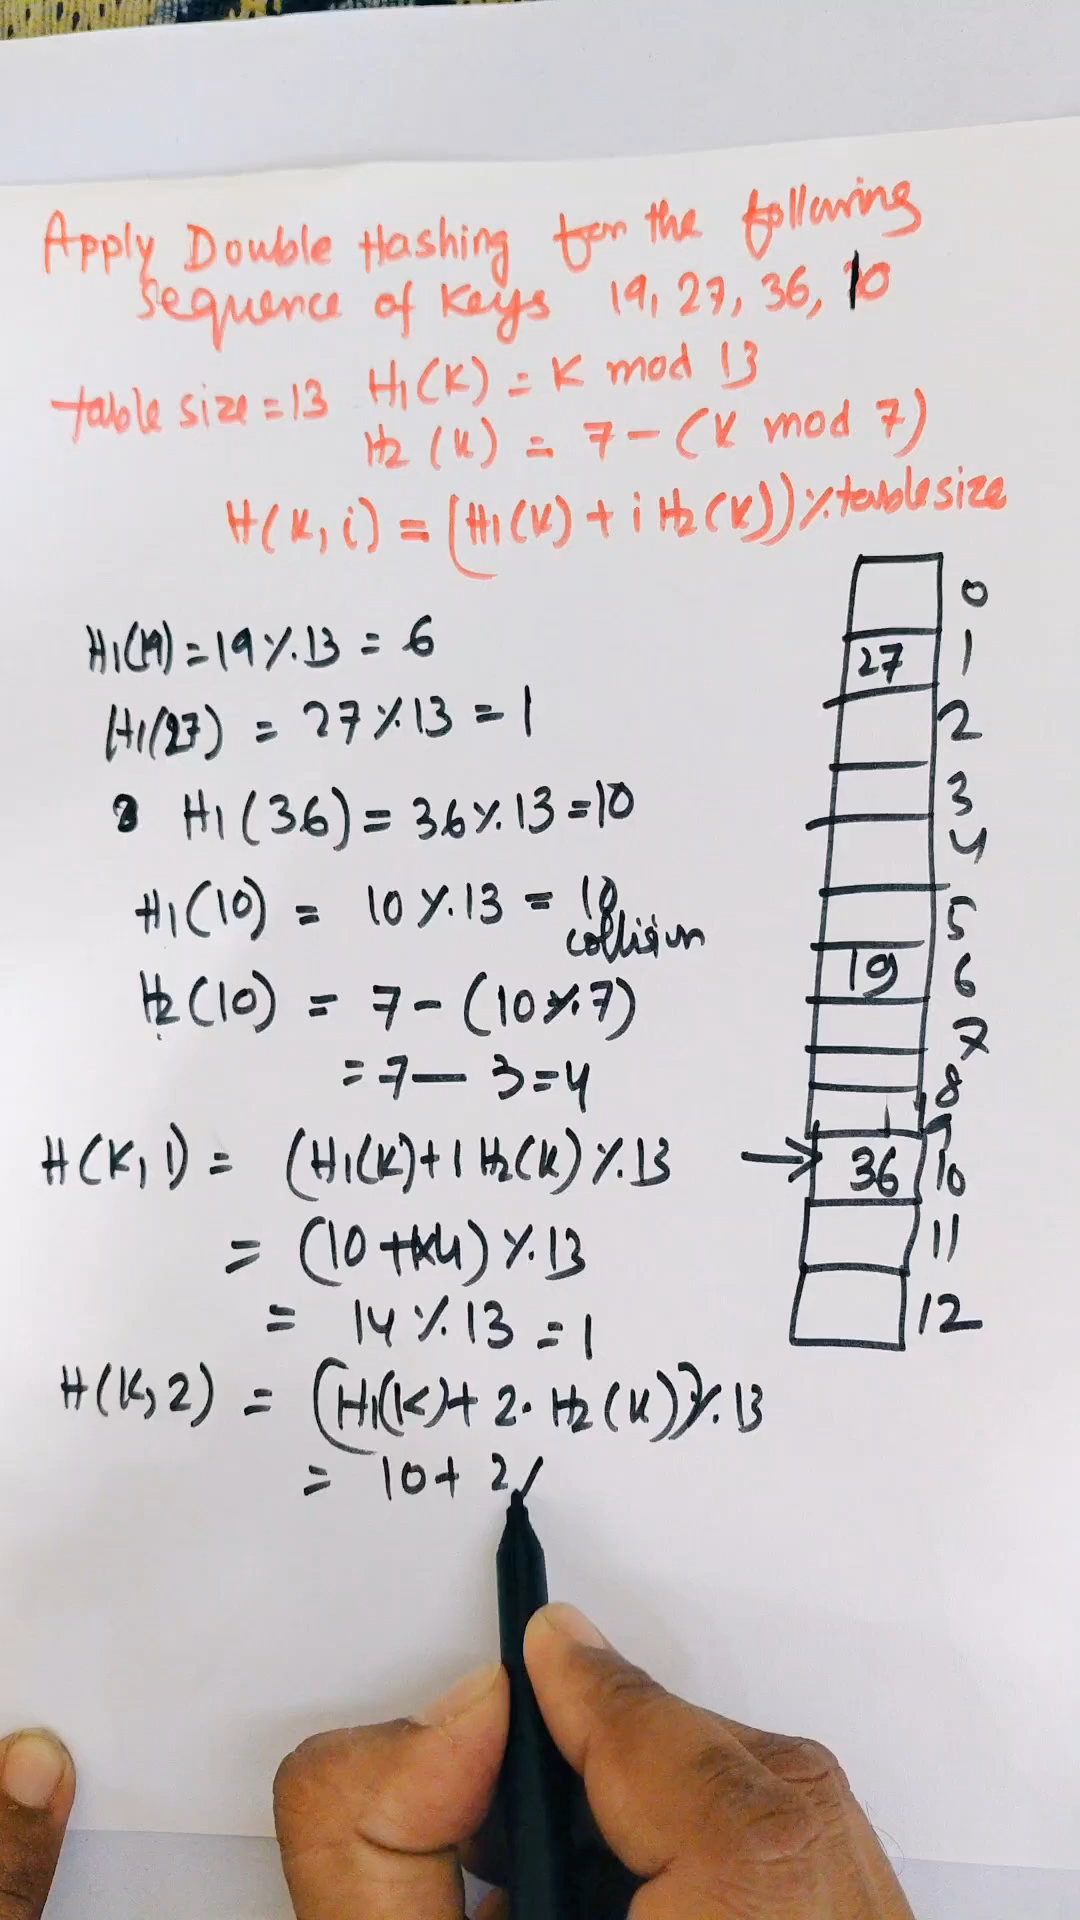 Apply Double Hashing for the following
sequence of Keys 19, 27, 36, 10
table size = 13 H1(K) = K mod 13
H2(K) = 7 - (K mod 7)
H(K, i) = (H1(K) + i H2(K)) % table size
H1(19) = 19 % 13 = 6
H1(27) = 27 % 13 = 1
H1(36) = 36 % 13 = 10
H1(10) = 10 % 13 = 10
collision
H2(10) = 7 - (10 % 7)
= 7 - 3 = 4
H(K, 1) = (H1(K) + 1 H2(K) % 13
= (10 + 1x4) % 13
= 14 % 13 = 1
H(K, 2) = (H1(K) + 2 . H2(K)) % 13
= 10 + 2
0
27 1
2
3
4
5
19 6
7
8
9
→ 36 10
11
12